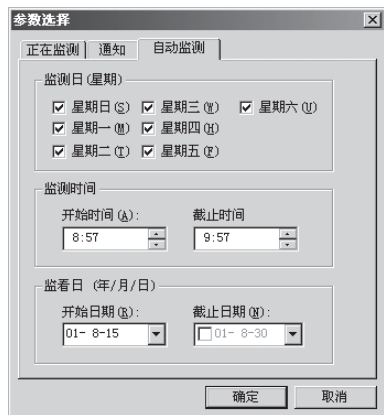 参数选择
正在监测 通知 自动监测
监测日(星期)
星期日(S) 星期三(W) 星期六(U)
星期一(M) 星期四(H)
星期二(T) 星期五(F)
监测时间
开始时间(A): 截止时间
8:57 9:57
监看日 (年/月/日)
开始日期(R): 截止日期(N):
01- 8-15 01- 8-30
确定 取消